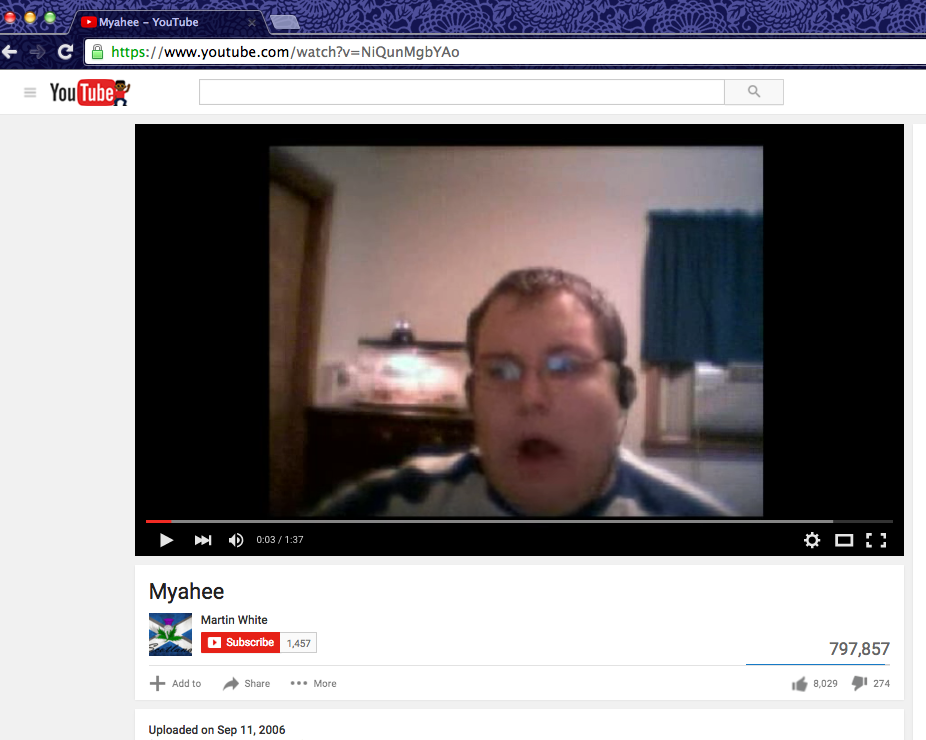 Myahee – YouTube
https://www.youtube.com/watch?v=NiQunMgbYAo
YouTube
0:03 / 1:37
Myahee
Martin White
Subscribe 1,457
797,857
Add to Share More 8,029 274
Uploaded on Sep 11, 2006